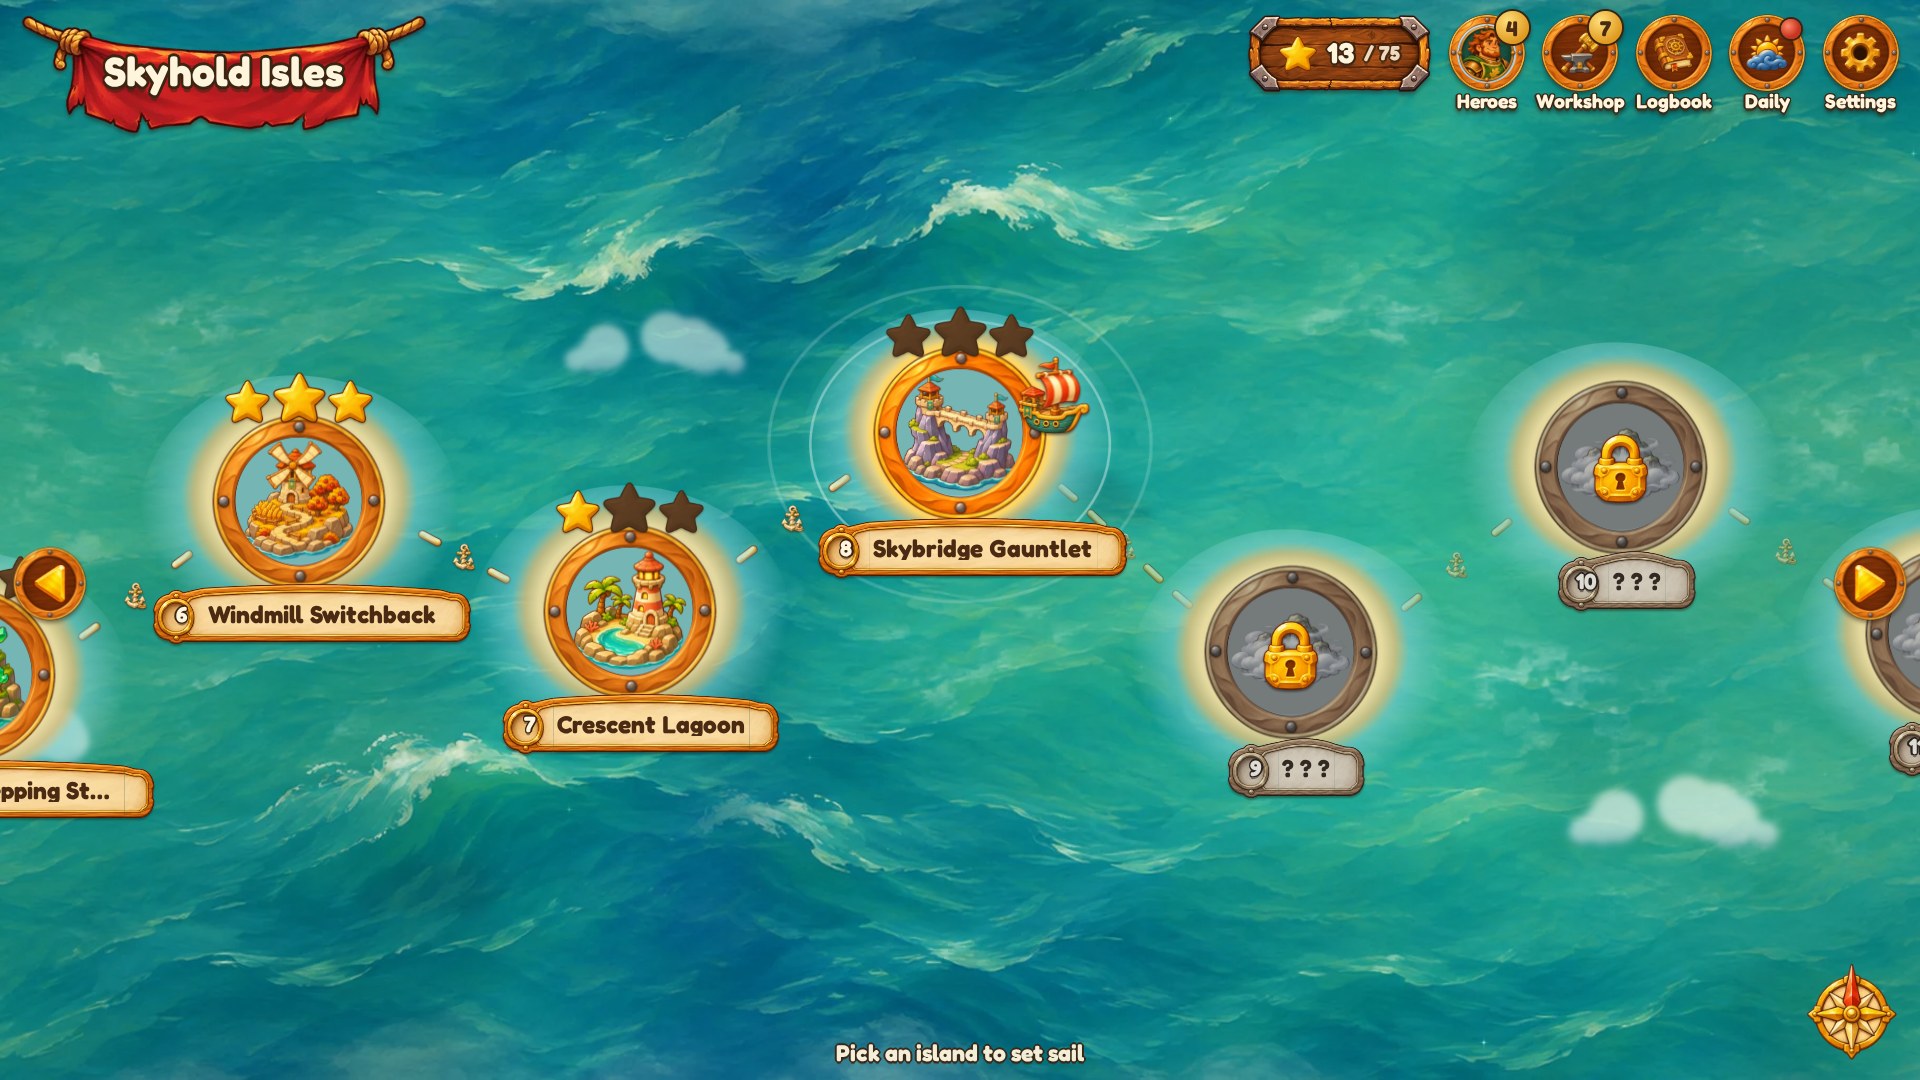 Skyhold Isles
13 / 75
4
7
Heroes
Workshop
Logbook
Daily
Settings
6 Windmill Switchback
7 Crescent Lagoon
8 Skybridge Gauntlet
9 ? ? ?
10 ? ? ?
11
pping St...
Pick an island to set sail